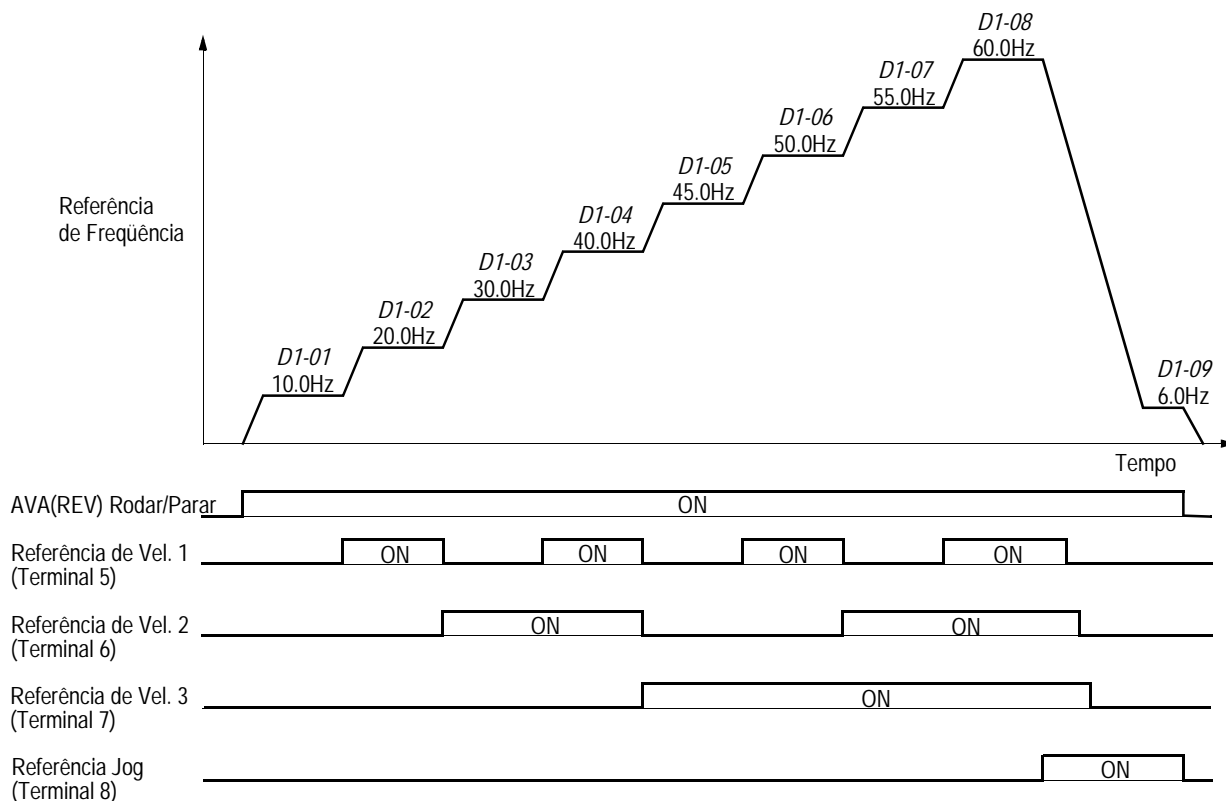 D1-08
60.0Hz
D1-07
55.0Hz
D1-06
50.0Hz
D1-05
45.0Hz
D1-04
40.0Hz
D1-03
30.0Hz
D1-02
20.0Hz
D1-01
10.0Hz
D1-09
6.0Hz
Referência
de Freqüência
Tempo
AVA(REV) Rodar/Parar
ON
Referência de Vel. 1
(Terminal 5)
ON ON ON ON
Referência de Vel. 2
(Terminal 6)
ON ON
Referência de Vel. 3
(Terminal 7)
ON
Referência Jog
(Terminal 8)
ON